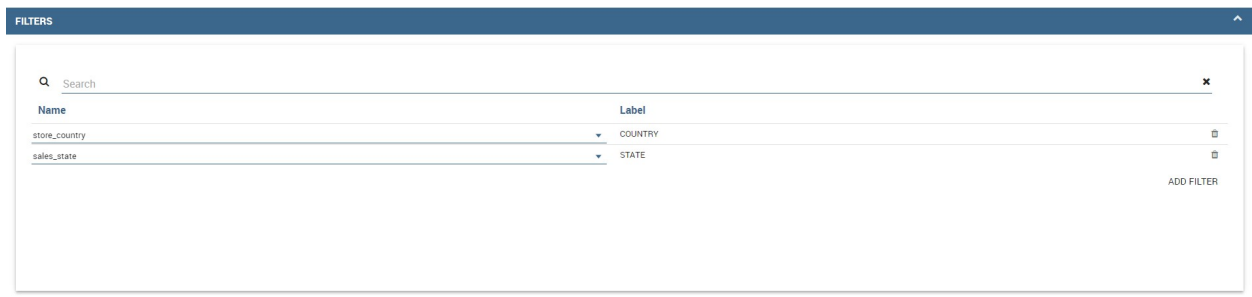 FILTERS
Search
Name Label
store_country COUNTRY
sales_state STATE
ADD FILTER